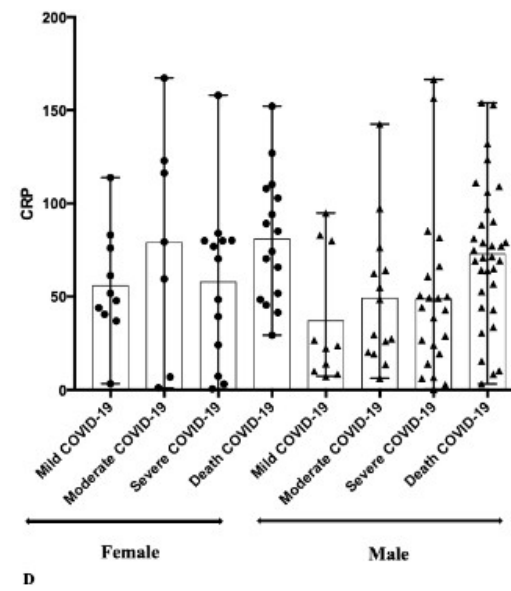 200
150
100
50
0
CRP
Mild COVID-19
Moderate COVID-19
Severe COVID-19
Death COVID-19
Mild COVID-19
Moderate COVID-19
Severe COVID-19
Death COVID-19
Female
Male
D